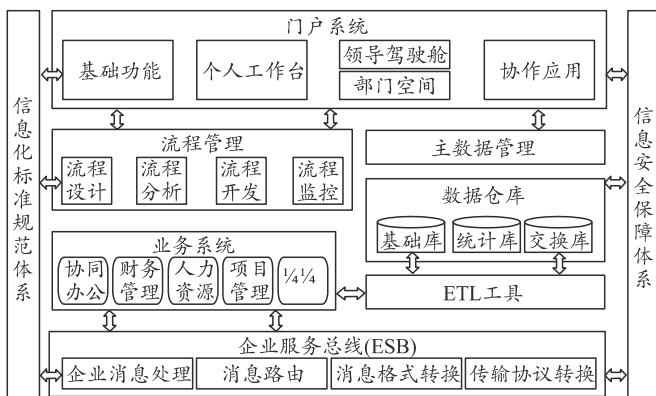 门户系统
基础功能
个人工作台
领导驾驶舱
部门空间
协作应用
信息化标准规范体系
信息安全保障体系
流程管理
流程
设计
流程
分析
流程
开发
流程
监控
主数据管理
数据仓库
基础库
统计库
交换库
业务系统
协同
办公
财务
管理
人力
资源
项目
管理
¼¼
ETL工具
企业服务总线(ESB)
企业消息处理
消息路由
消息格式转换
传输协议转换